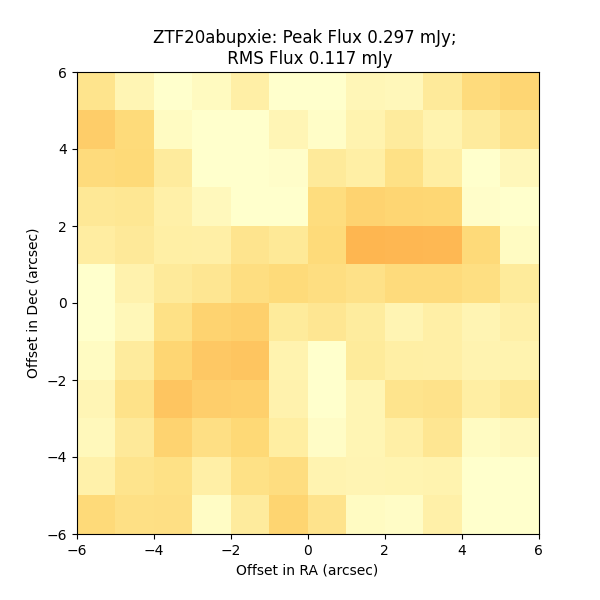 ZTF20abupxie: Peak Flux 0.297 mJy;
RMS Flux 0.117 mJy
6
4
2
0
−2
−4
−6
Offset in Dec (arcsec)
−6 −4 −2 0 2 4 6
Offset in RA (arcsec)